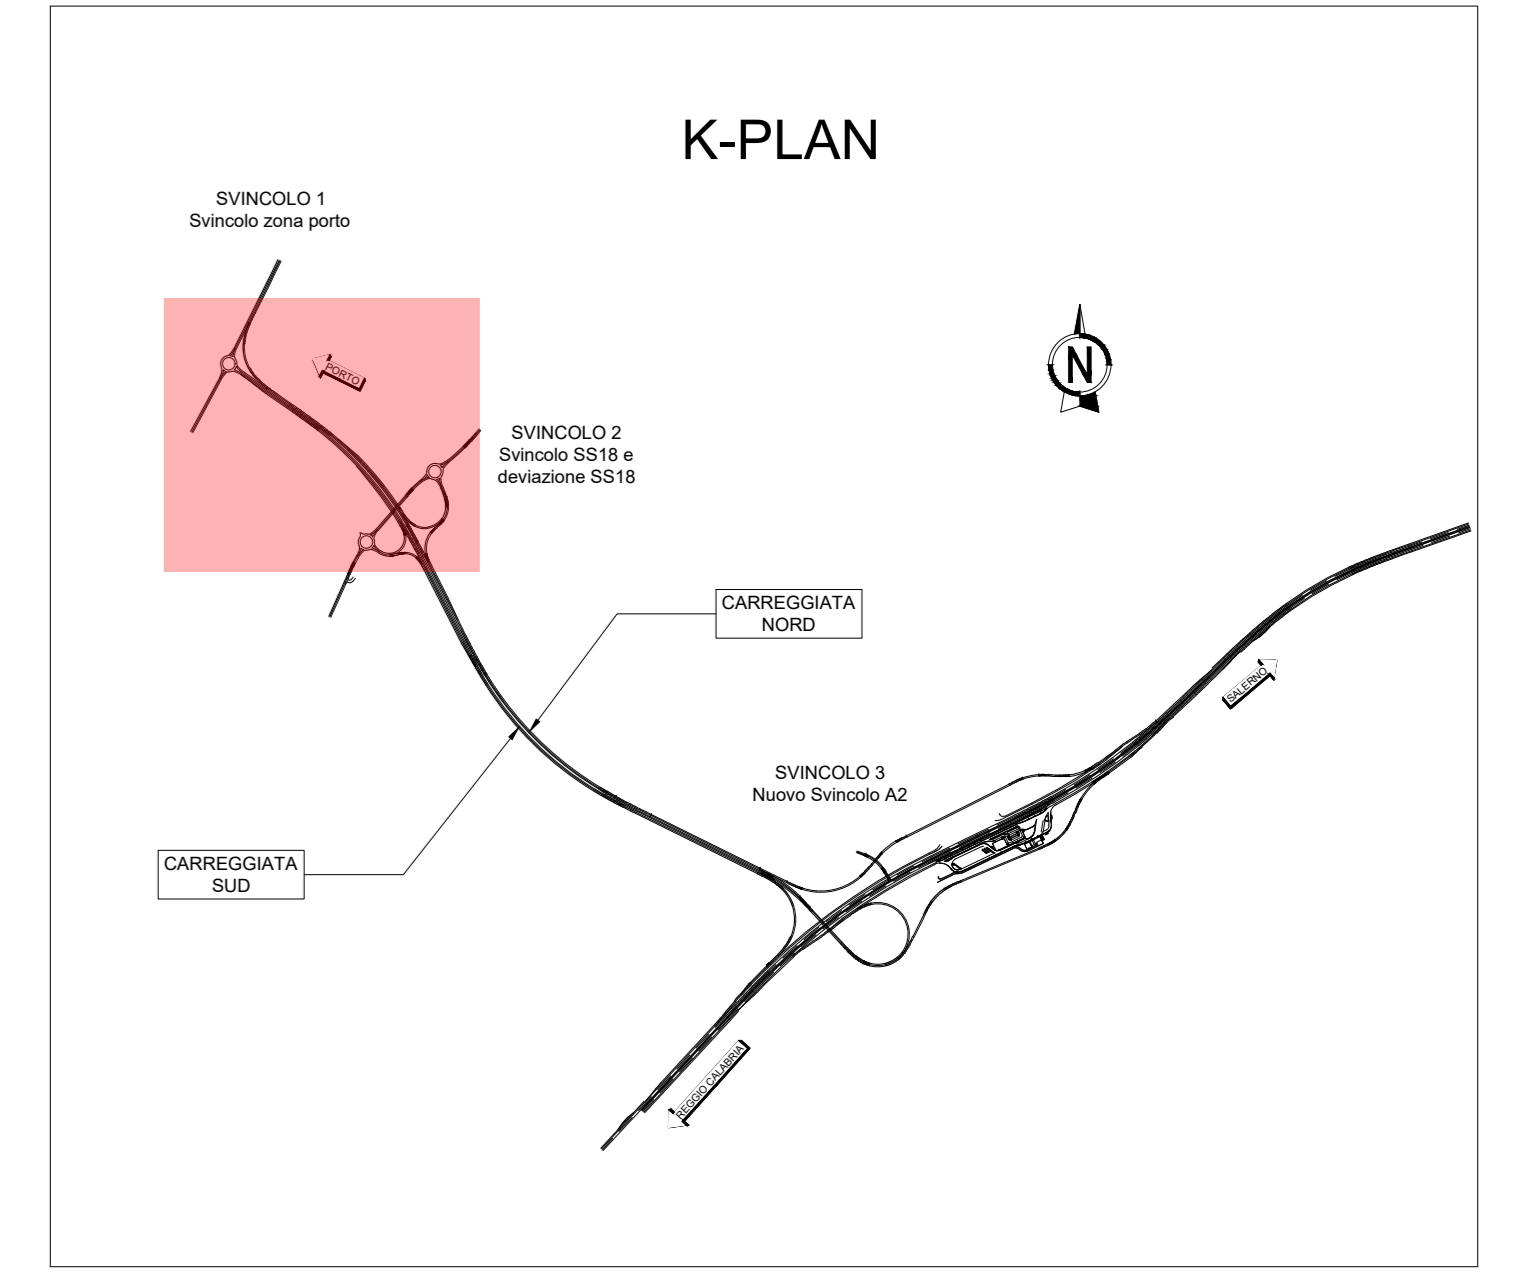 K-PLAN
SVINCOLO 1
Svincolo zona porto
PORTO
N
SVINCOLO 2
Svincolo SS18 e
deviazione SS18
CARREGGIATA
NORD
SALERNO
SVINCOLO 3
Nuovo Svincolo A2
CARREGGIATA
SUD
REGGIO CALABRIA